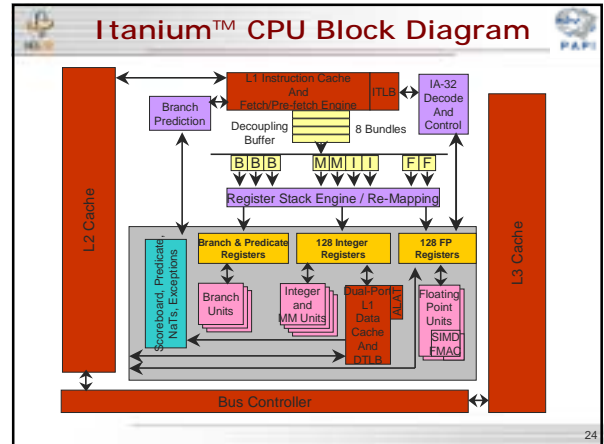 Itanium™ CPU Block Diagram
PAPI
L1 Instruction Cache
And
Fetch/Pre-fetch Engine
ITLB
IA-32
Decode
And
Control
Branch
Prediction
Decoupling
Buffer
8 Bundles
B B B M M I I F F
Register Stack Engine / Re-Mapping
L2 Cache
L3 Cache
Branch & Predicate
Registers
128 Integer
Registers
128 FP
Registers
Scoreboard, Predicate,
NaTs, Exceptions
Branch
Units
Integer
and
MM Units
Dual-Port
L1
Data
Cache
And
DTLB
ALAT
Floating
Point
Units
SIMD
FMAC
Bus Controller
24